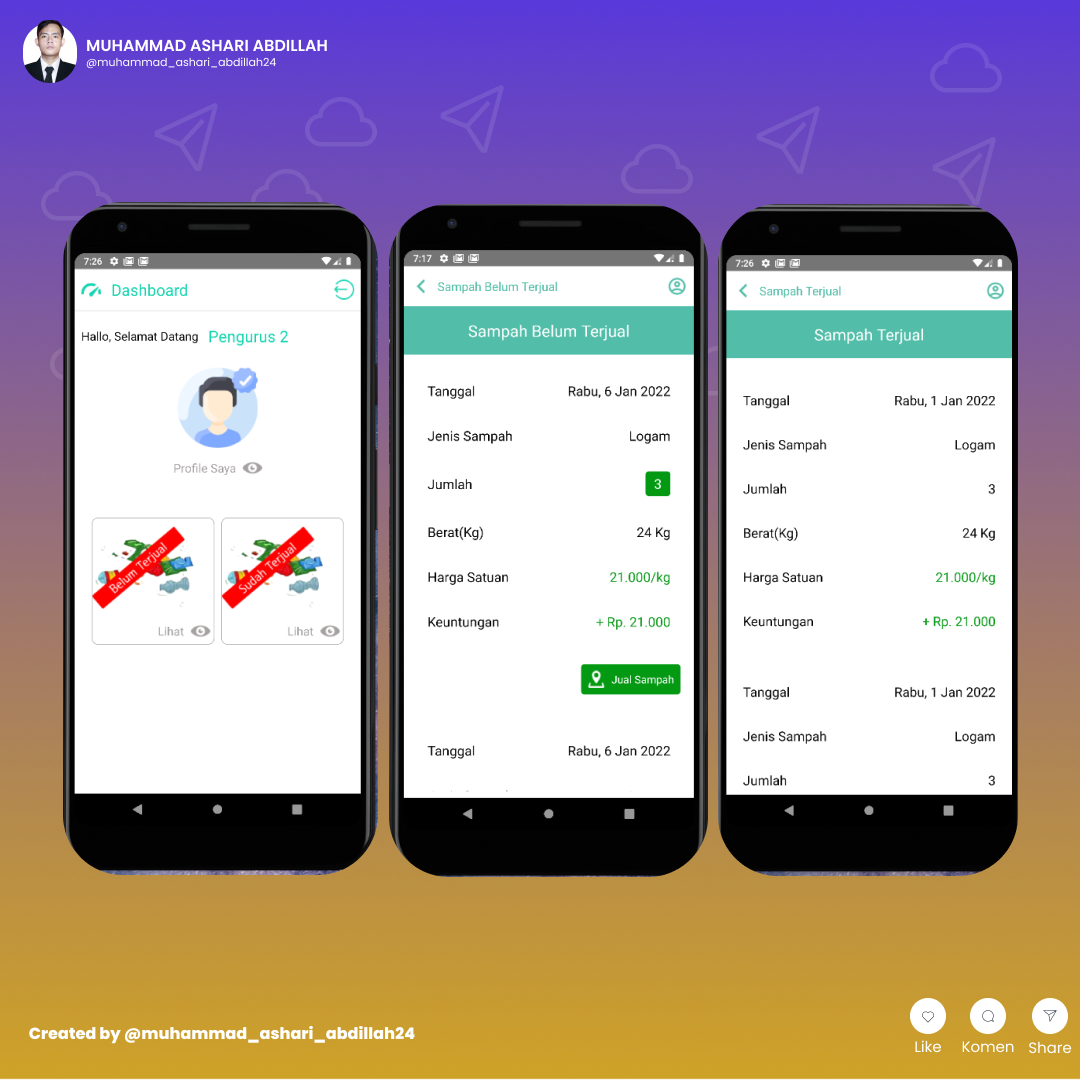 MUHAMMAD ASHARI ABDILLAH
@muhammad_ashari_abdillah24
7:26
Dashboard
Hallo, Selamat Datang Pengurus 2
Profile Saya
Belum Terjual
Lihat
Sudah Terjual
Lihat
7:17
Sampah Belum Terjual
Sampah Belum Terjual
Tanggal Rabu, 6 Jan 2022
Jenis Sampah Logam
Jumlah 3
Berat(Kg) 24 Kg
Harga Satuan 21.000/kg
Keuntungan + Rp. 21.000
Jual Sampah
Tanggal Rabu, 6 Jan 2022
7:26
Sampah Terjual
Sampah Terjual
Tanggal Rabu, 1 Jan 2022
Jenis Sampah Logam
Jumlah 3
Berat(Kg) 24 Kg
Harga Satuan 21.000/kg
Keuntungan + Rp. 21.000
Tanggal Rabu, 1 Jan 2022
Jenis Sampah Logam
Jumlah 3
Created by @muhammad_ashari_abdillah24
Like Komen Share